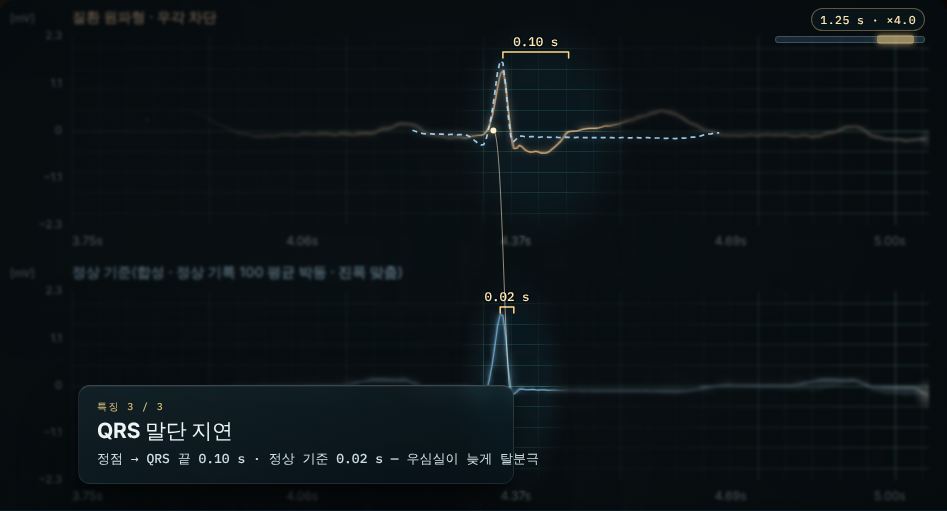 [mV]
질환 원파형 · 우각 차단
1.25 s · ×4.0
2.3
0.10 s
1.1
0
−1.1
−2.3
3.75s
4.06s
4.37s
4.69s
5.00s
[mV]
정상 기준(합성 · 정상 기록 100 평균 박동 · 진폭 맞춤)
2.3
0.02 s
1.1
0
특징 3 / 3
QRS 말단 지연
−1.1
정점 → QRS 끝 0.10 s · 정상 기준 0.02 s — 우심실이 늦게 탈분극
−2.3
3.75s
4.06s
4.37s
4.69s
5.00s